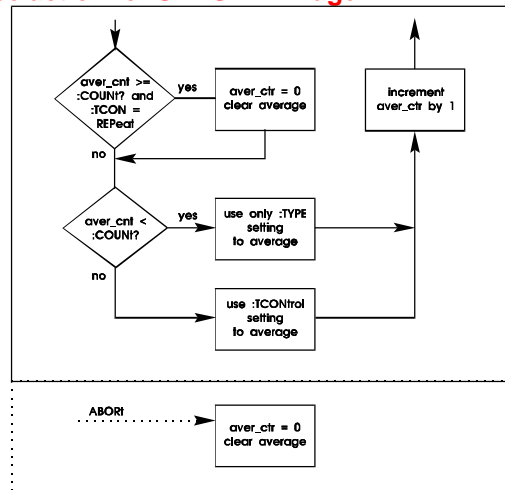 aver_cnt >=
:COUNt? and
:TCON =
REPeat
yes
aver_ctr = 0
clear average
increment
aver_ctr by 1
no
aver_cnt <
:COUNt?
yes
use only :TYPE
setting
to average
no
use :TCONtrol
setting
to average
ABORt
aver_ctr = 0
clear average